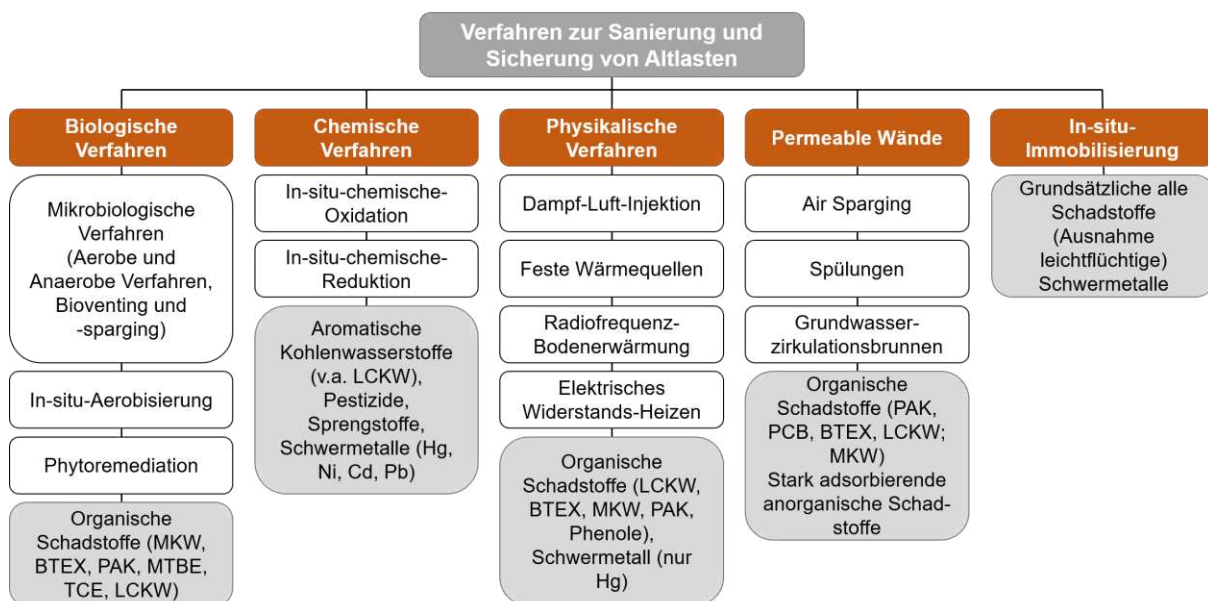 Verfahren zur Sanierung und
Sicherung von Altlasten
Biologische
Verfahren
Mikrobiologische
Verfahren
(Aerobe und
Anaerobe Verfahren,
Bioventing und
-sparging)
In-situ-Aerobisierung
Phytoremediation
Organische
Schadstoffe (MKW,
BTEX, PAK, MTBE,
TCE, LCKW)
Chemische
Verfahren
In-situ-chemische-
Oxidation
In-situ-chemische-
Reduktion
Aromatische
Kohlenwasserstoffe
(v.a. LCKW),
Pestizide,
Sprengstoffe,
Schwermetalle (Hg,
Ni, Cd, Pb)
Physikalische
Verfahren
Dampf-Luft-Injektion
Feste Wärmequellen
Radiofrequenz-
Bodenerwärmung
Elektrisches
Widerstands-Heizen
Organische
Schadstoffe (LCKW,
BTEX, MKW, PAK,
Phenole),
Schwermetall (nur
Hg)
Permeable Wände
Air Sparging
Spülungen
Grundwasser-
zirkulationsbrunnen
Organische
Schadstoffe (PAK,
PCB, BTEX, LCKW;
MKW)
Stark adsorbierende
anorganische Schad-
stoffe
In-situ-
Immobilisierung
Grundsätzliche alle
Schadstoffe
(Ausnahme
leichtflüchtige)
Schwermetalle